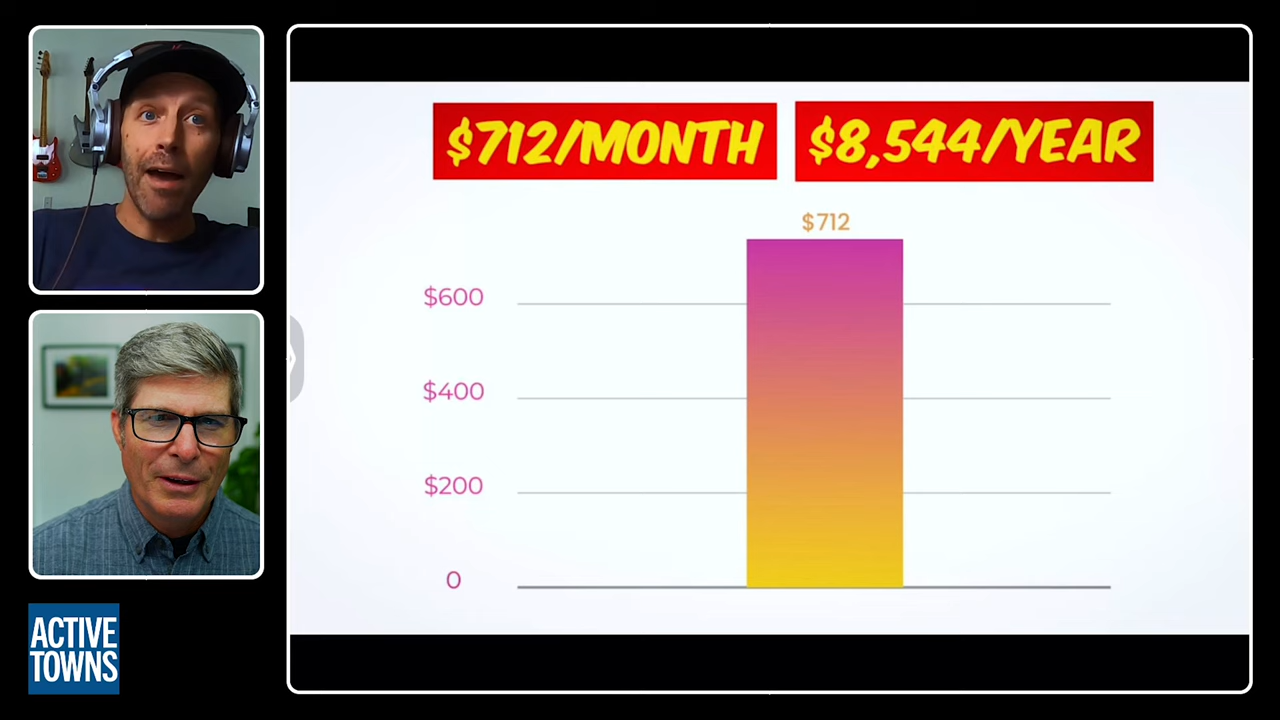 $712/MONTH
$8,544/YEAR
$712
$600
$400
$200
0
ACTIVE
TOWNS